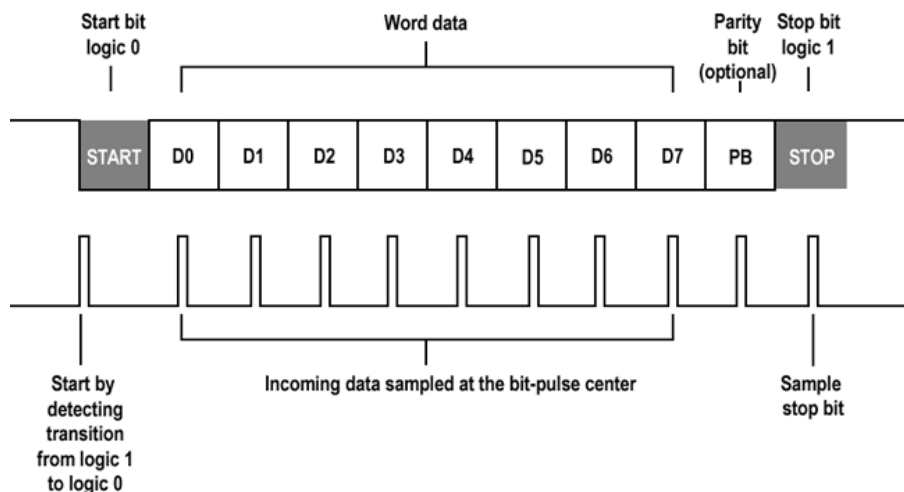 Start bit
logic 0
Word data
Parity
bit
(optional)
Stop bit
logic 1
START D0 D1 D2 D3 D4 D5 D6 D7 PB STOP
Start by
detecting
transition
from logic 1
to logic 0
Incoming data sampled at the bit-pulse center
Sample
stop bit